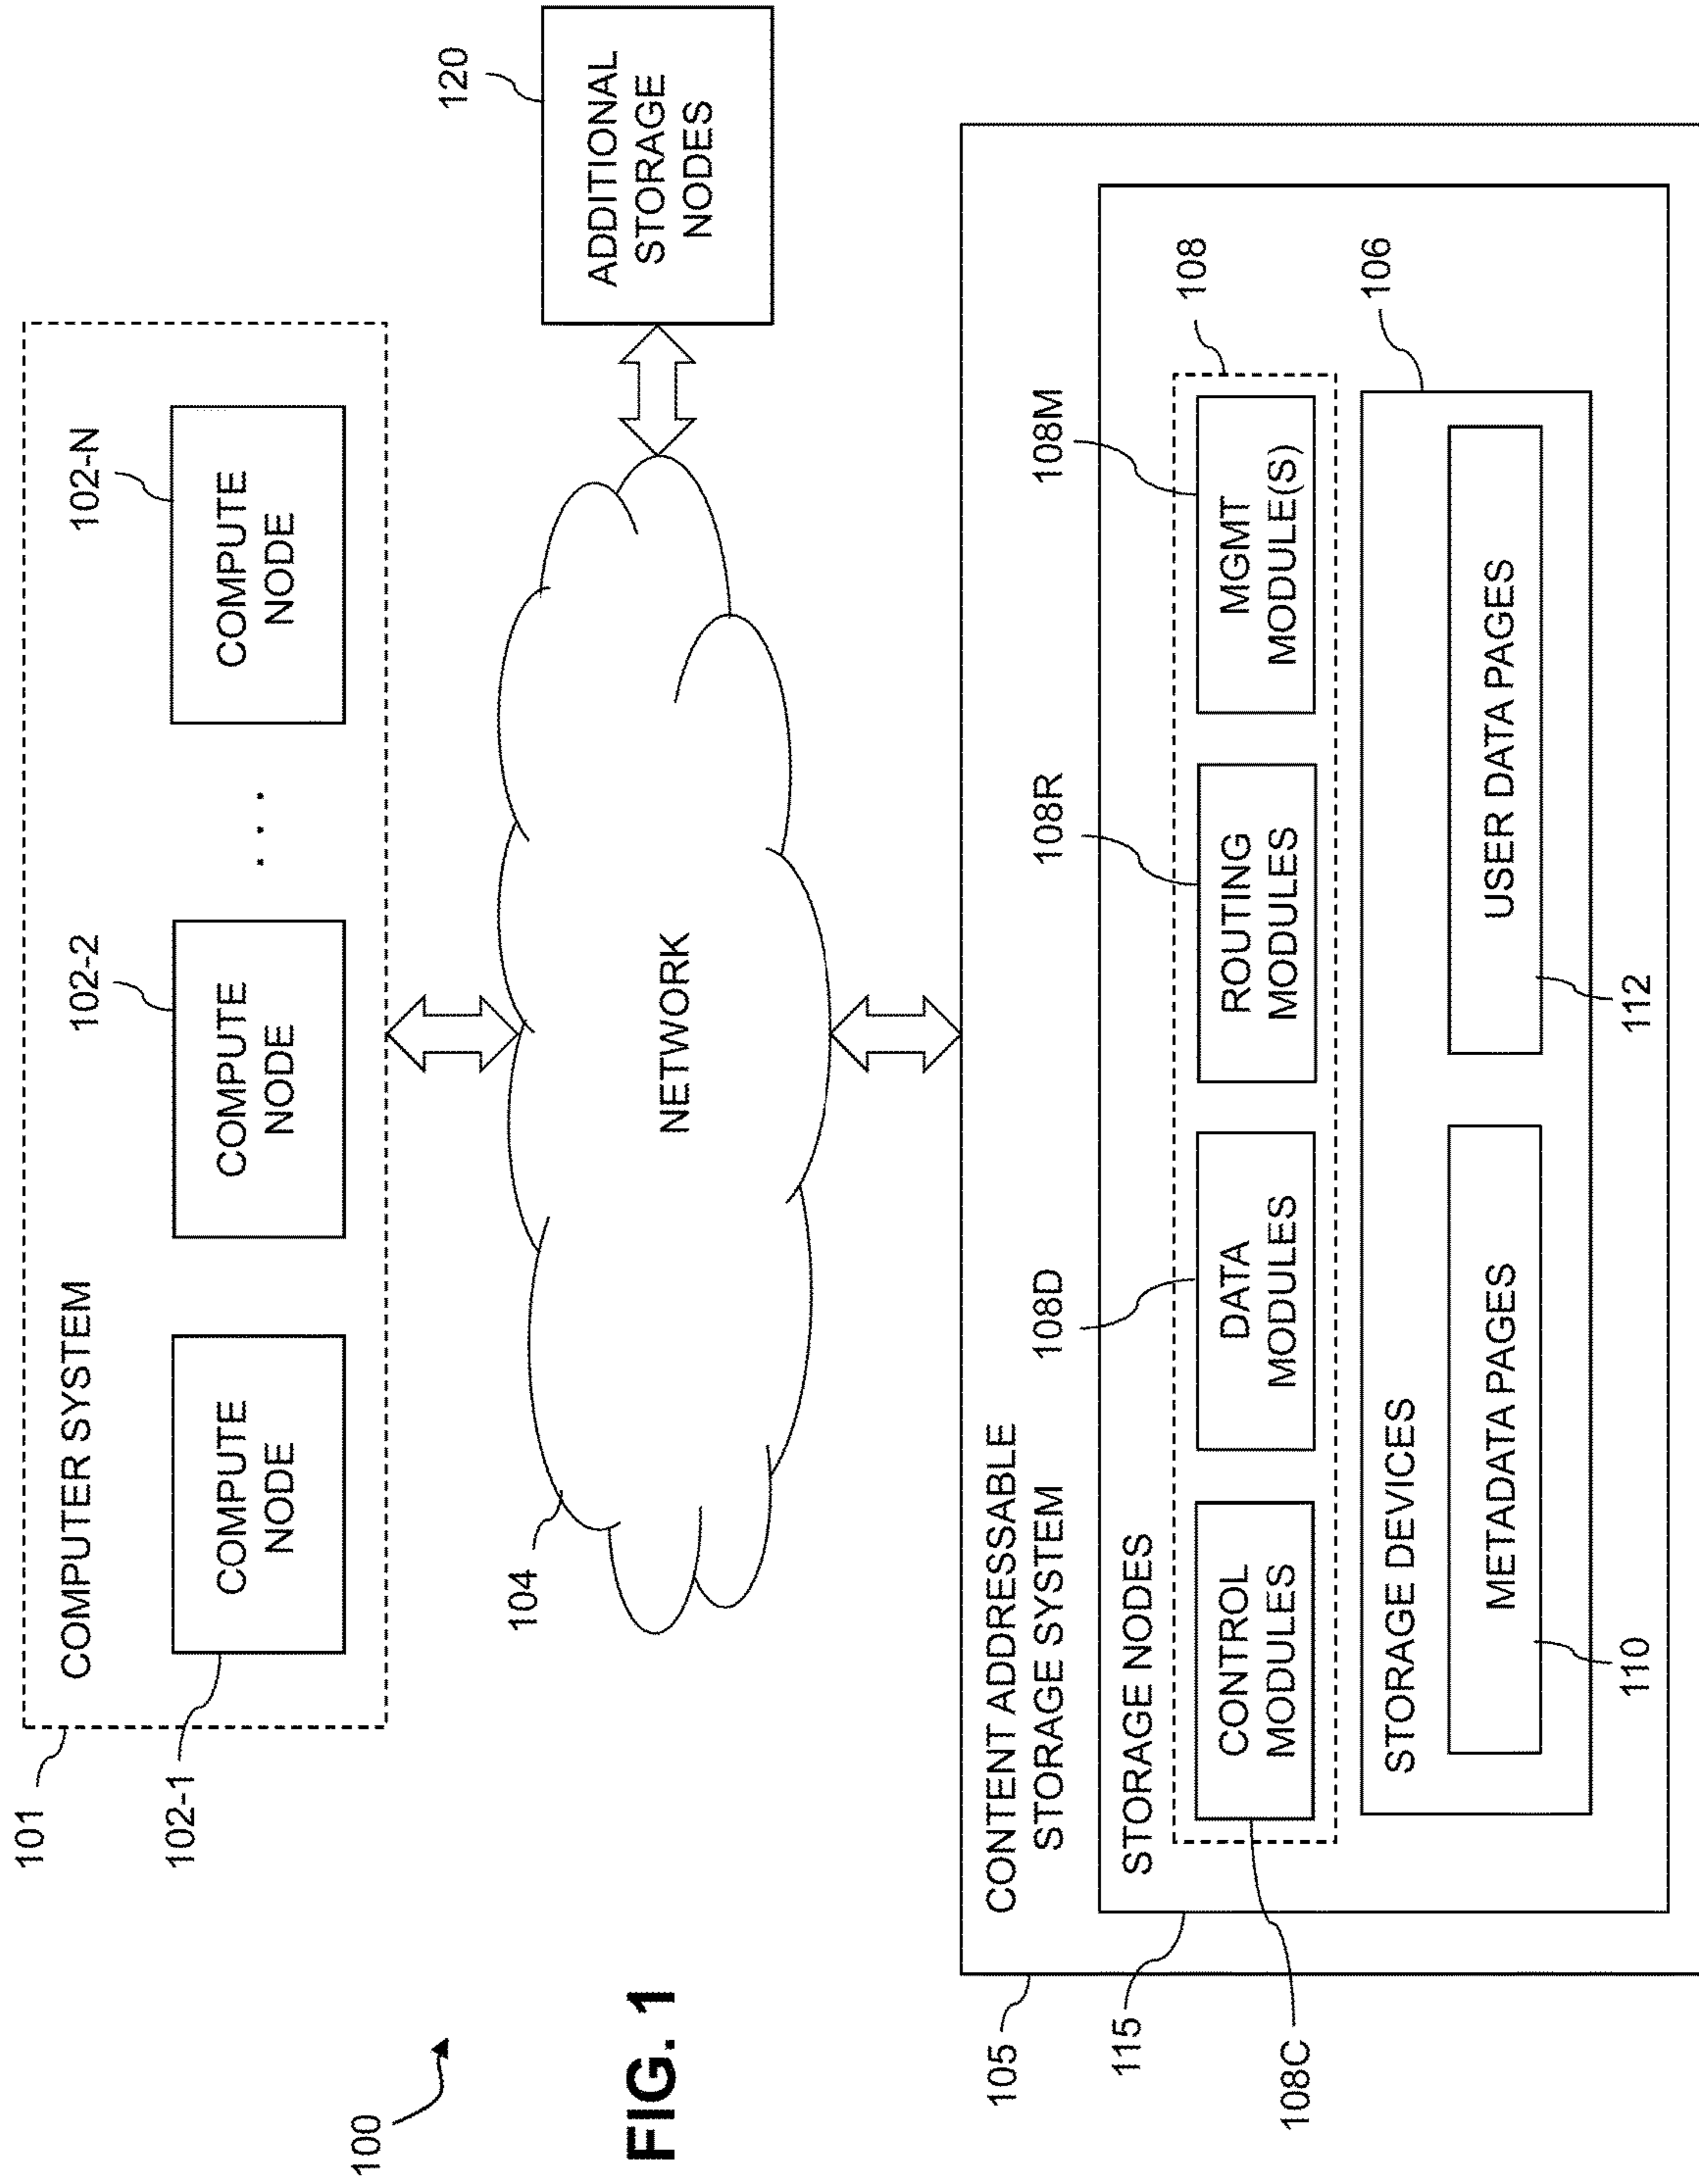 100
FIG. 1
101
COMPUTER SYSTEM
102-1
COMPUTE
NODE
102-2
COMPUTE
NODE
. . .
102-N
COMPUTE
NODE
104
NETWORK
120
ADDITIONAL
STORAGE
NODES
105
CONTENT ADDRESSABLE
STORAGE SYSTEM
115
STORAGE NODES
108
108C
CONTROL
MODULES
108D
DATA
MODULES
108R
ROUTING
MODULES
108M
MGMT
MODULE(S)
106
STORAGE DEVICES
METADATA PAGES
110
USER DATA PAGES
112